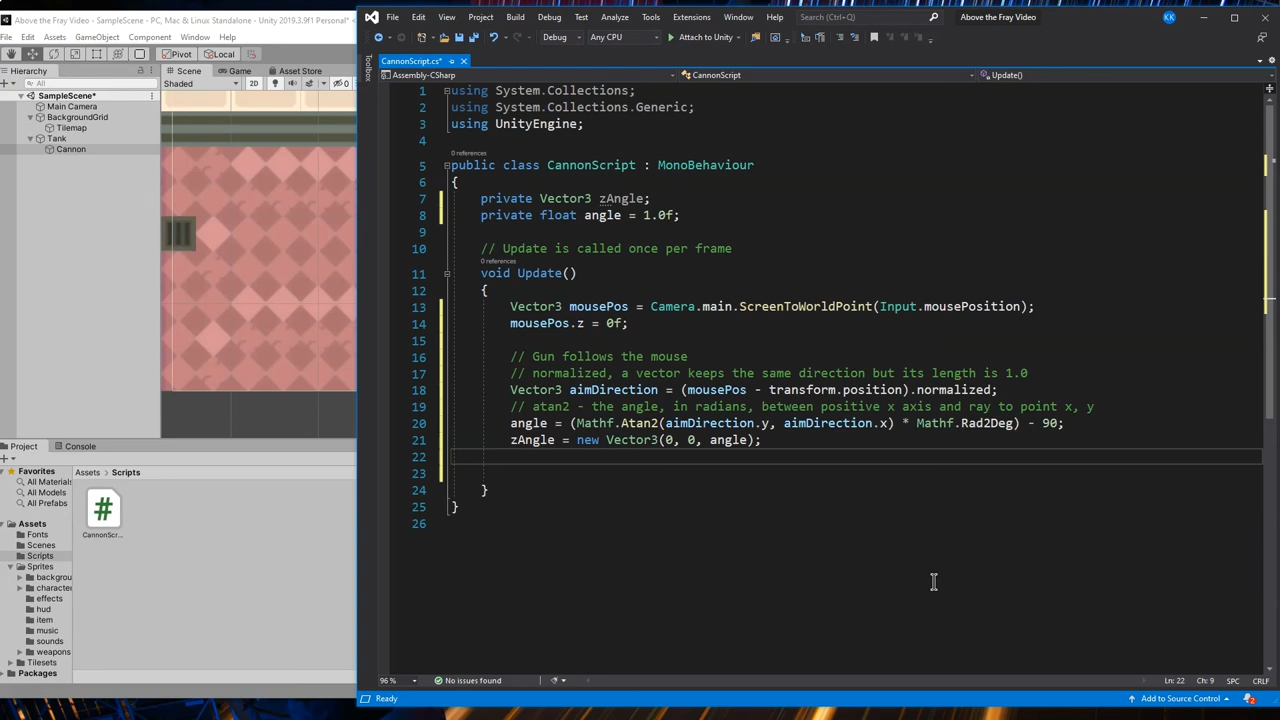 SampleScene - PC, Mac & Linux Standalone - Unity 2019.3.9f1 Personal* <
File Edit Assets GameObject Component Window Help
Pivot Local
Hierarchy
All
SampleScene*
Main Camera
BackgroundGrid
Tilemap
Tank
Cannon
Scene Game Asset Store
Shaded 2D 0
Project Console
Favorites
All Materials
All Models
All Prefabs
Assets
Fonts
Scenes
Scripts
Sprites
backgrou
character
effects
hud
item
music
sounds
weapons
Tilesets
Packages
Assets > Scripts
#
CannonScr...
File Edit View Project Build Debug Test Analyze Tools Extensions Window Help Search (Ctrl+Q) Above the Fray Video KK
Debug Any CPU Attach to Unity
Toolbox
CannonScript.cs*
Assembly-CSharp CannonScript Update()
1 using System.Collections;
2 using System.Collections.Generic;
3 using UnityEngine;
4
0 references
5 public class CannonScript : MonoBehaviour
6 {
7 private Vector3 zAngle;
8 private float angle = 1.0f;
9
10 // Update is called once per frame
0 references
11 void Update()
12 {
13 Vector3 mousePos = Camera.main.ScreenToWorldPoint(Input.mousePosition);
14 mousePos.z = 0f;
15
16 // Gun follows the mouse
17 // normalized, a vector keeps the same direction but its length is 1.0
18 Vector3 aimDirection = (mousePos - transform.position).normalized;
19 // atan2 - the angle, in radians, between positive x axis and ray to point x, y
20 angle = (Mathf.Atan2(aimDirection.y, aimDirection.x) * Mathf.Rad2Deg) - 90;
21 zAngle = new Vector3(0, 0, angle);
22
23
24 }
25 }
26
96 % No issues found Ln: 22 Ch: 9 SPC CRLF
Ready Add to Source Control 2